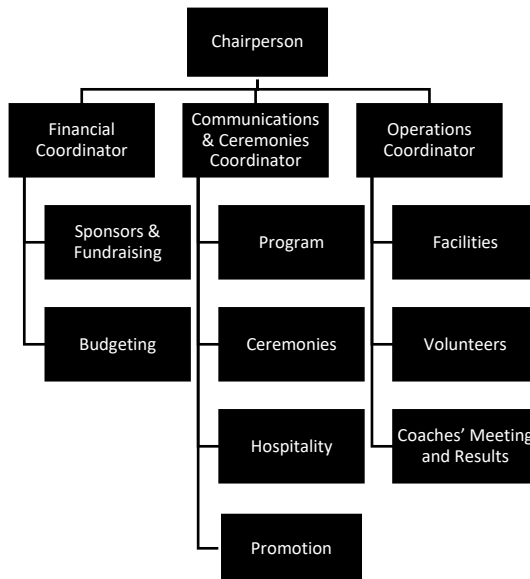 Chairperson
Financial
Coordinator
Communications
& Ceremonies
Coordinator
Operations
Coordinator
Sponsors &
Fundraising
Program
Facilities
Budgeting
Ceremonies
Volunteers
Hospitality
Coaches’ Meeting
and Results
Promotion